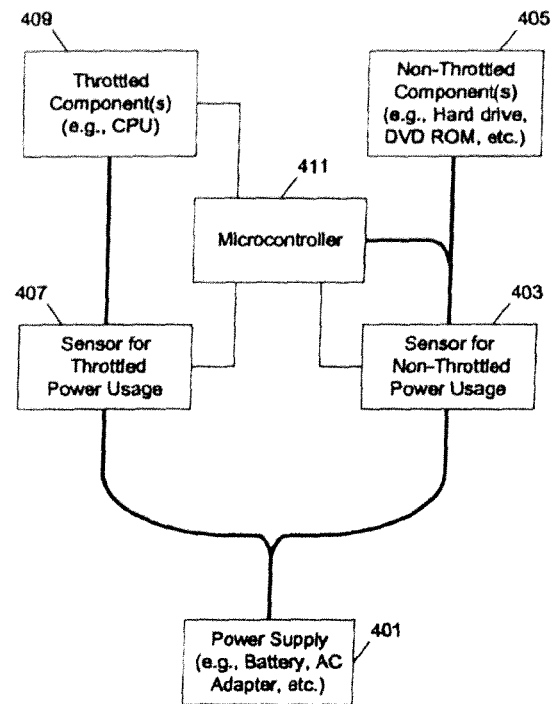 409
405
Throttled
Component(s)
(e.g., CPU)
Non-Throttled
Component(s)
(e.g., Hard drive,
DVD ROM, etc.)
411
Microcontroller
407
403
Sensor for
Throttled
Power Usage
Sensor for
Non-Throttled
Power Usage
Power Supply
(e.g., Battery, AC
Adapter, etc.)
401